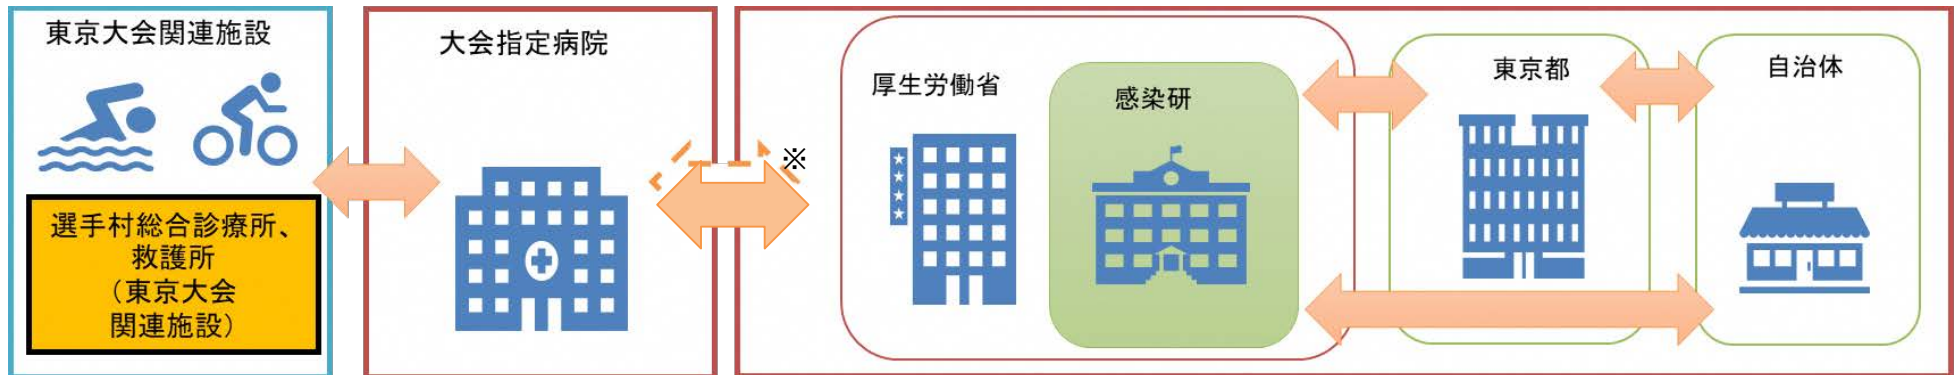 東京大会関連施設
選手村総合診療所、
救護所
（東京大会
関連施設）
大会指定病院
※
厚生労働省
感染研
東京都
自治体